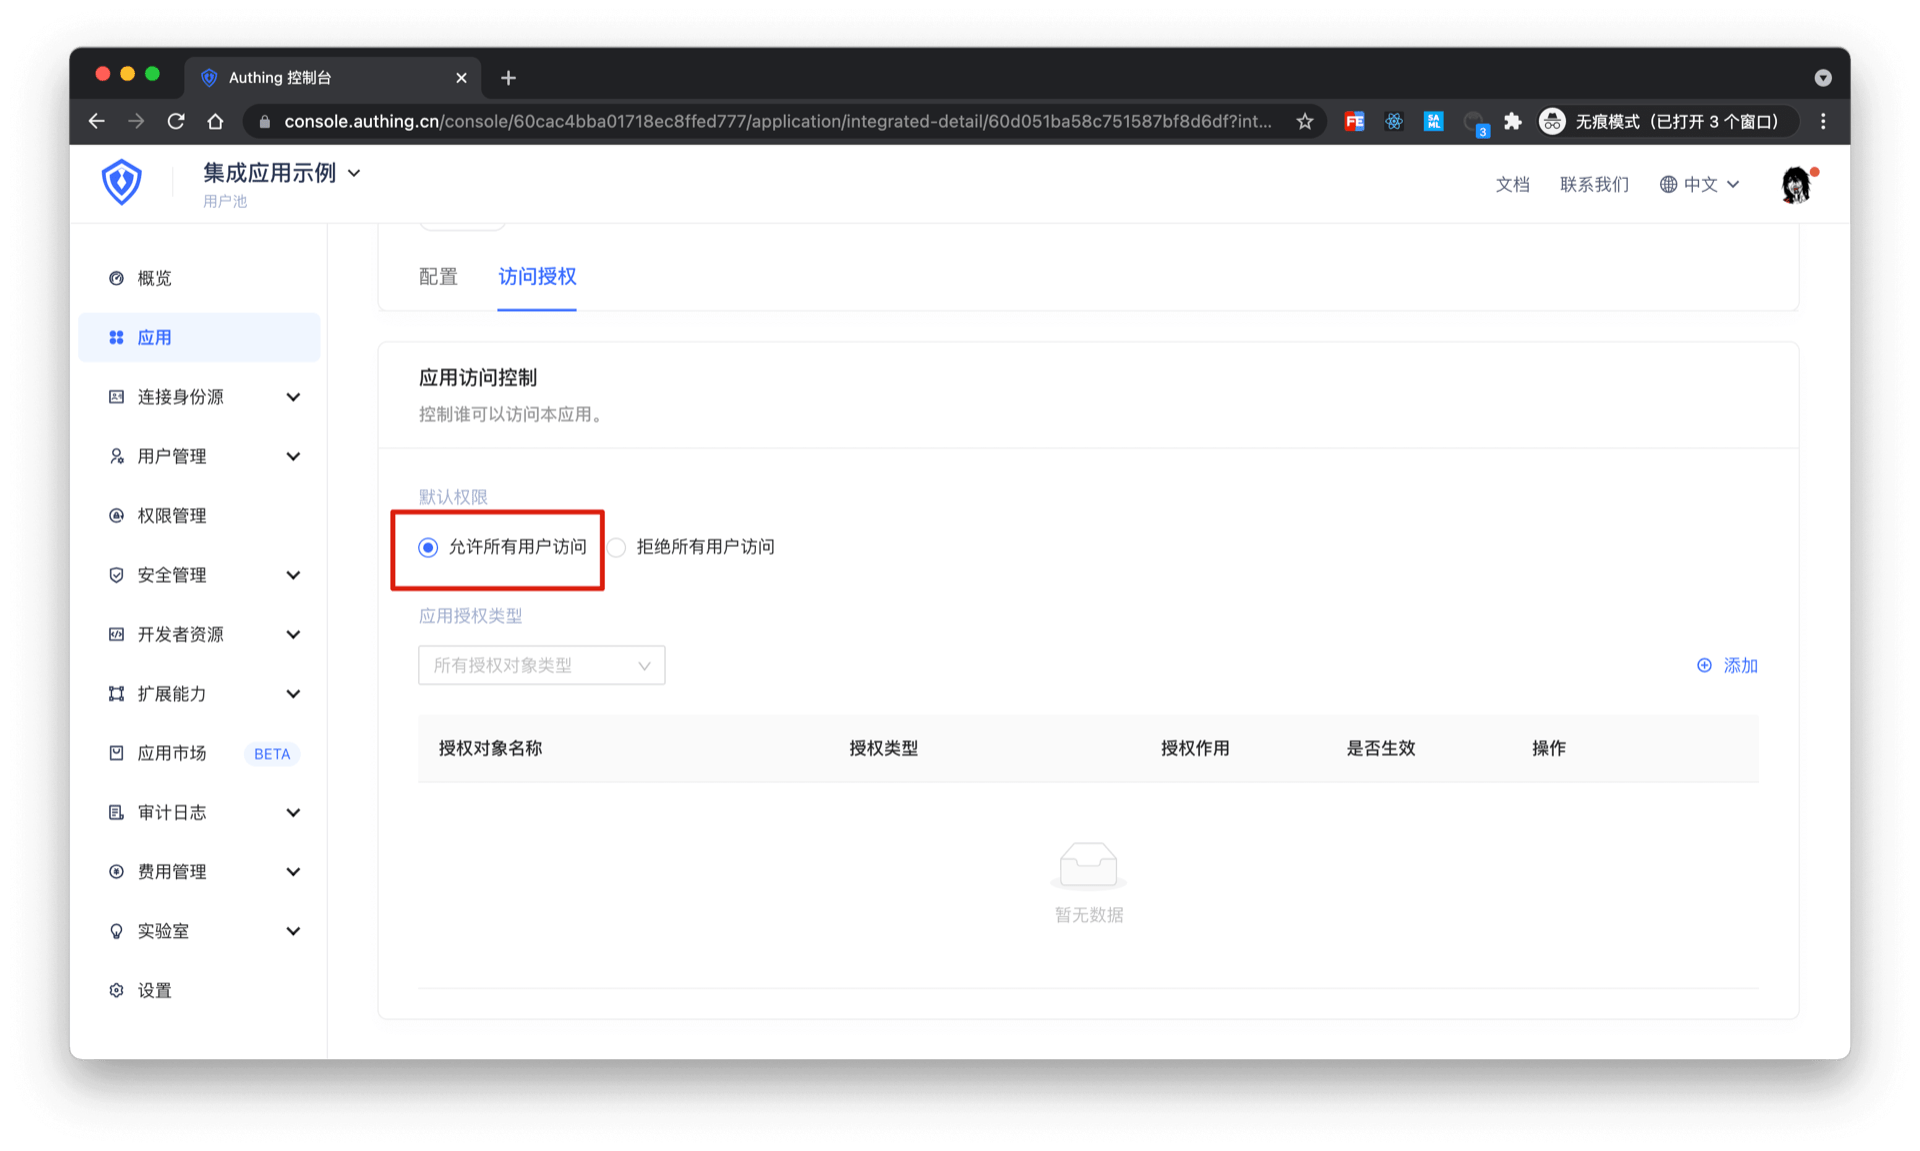 Authing 控制台
console.authing.cn/console/60cac4bba01718ec8ffed777/application/integrated-detail/60d051ba58c751587bf8d6df?int...
FE
SA
ML
3
无痕模式（已打开 3 个窗口）
集成应用示例
用户池
文档
联系我们
中文
概览
应用
连接身份源
用户管理
权限管理
安全管理
开发者资源
扩展能力
应用市场 BETA
审计日志
费用管理
实验室
设置
配置
访问授权
应用访问控制
控制谁可以访问本应用。
默认权限
允许所有用户访问
拒绝所有用户访问
应用授权类型
所有授权对象类型
添加
授权对象名称
授权类型
授权作用
是否生效
操作
暂无数据